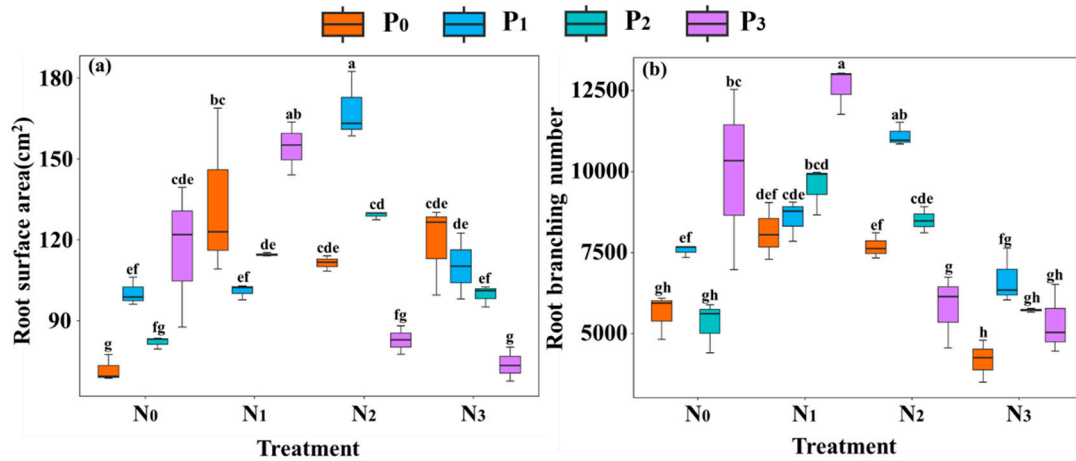 P0 P1 P2 P3
(a)
Root surface area(cm²)
180
150
120
90
g ef fg cde
bc ef de ab
cde a cd fg
cde de ef g
N0 N1 N2 N3
Treatment
(b)
Root branching number
12500
10000
7500
5000
gh ef gh bc
def cde bcd a
ef ab cde g
h fg gh gh
N0 N1 N2 N3
Treatment